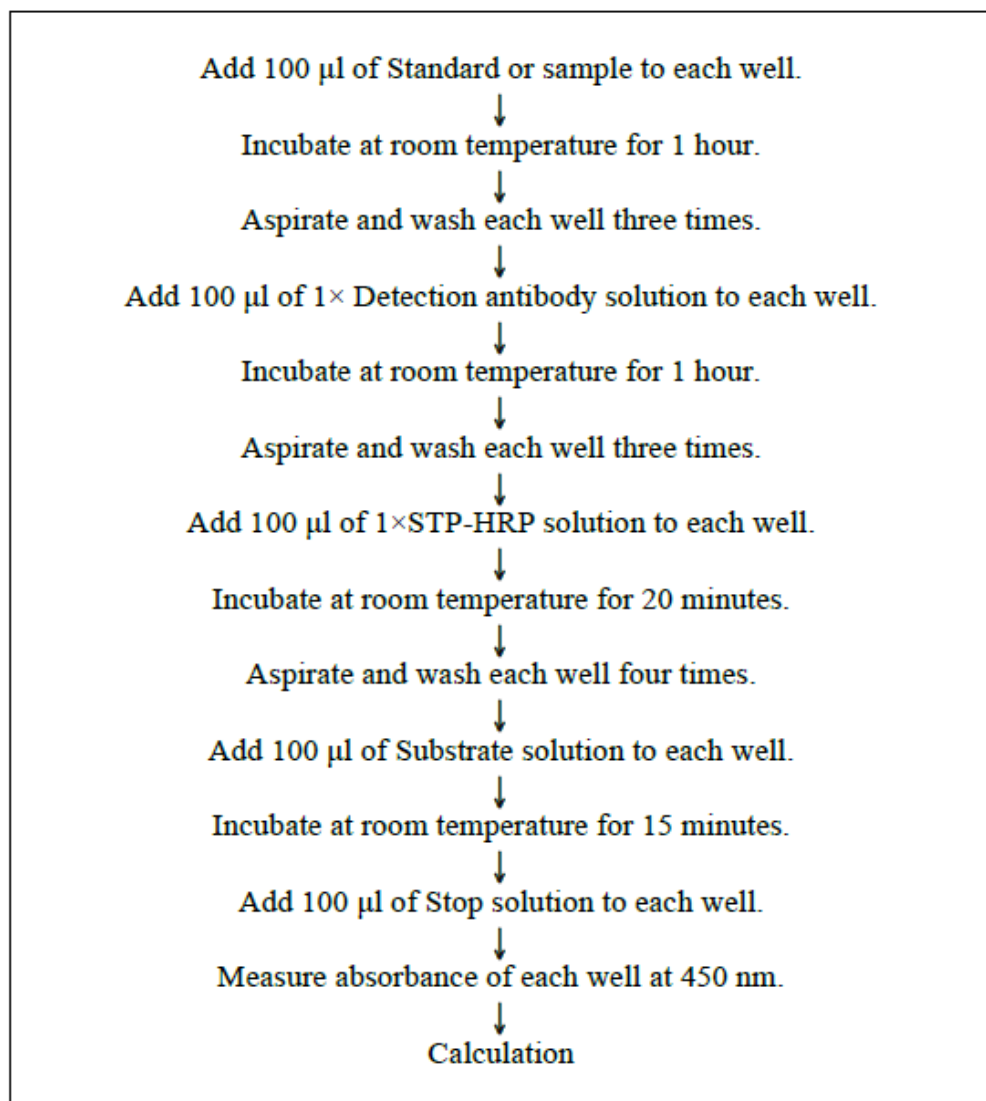 Add 100 μl of Standard or sample to each well.
↓
Incubate at room temperature for 1 hour.
↓
Aspirate and wash each well three times.
↓
Add 100 μl of 1× Detection antibody solution to each well.
↓
Incubate at room temperature for 1 hour.
↓
Aspirate and wash each well three times.
↓
Add 100 μl of 1×STP-HRP solution to each well.
↓
Incubate at room temperature for 20 minutes.
↓
Aspirate and wash each well four times.
↓
Add 100 μl of Substrate solution to each well.
↓
Incubate at room temperature for 15 minutes.
↓
Add 100 μl of Stop solution to each well.
↓
Measure absorbance of each well at 450 nm.
↓
Calculation